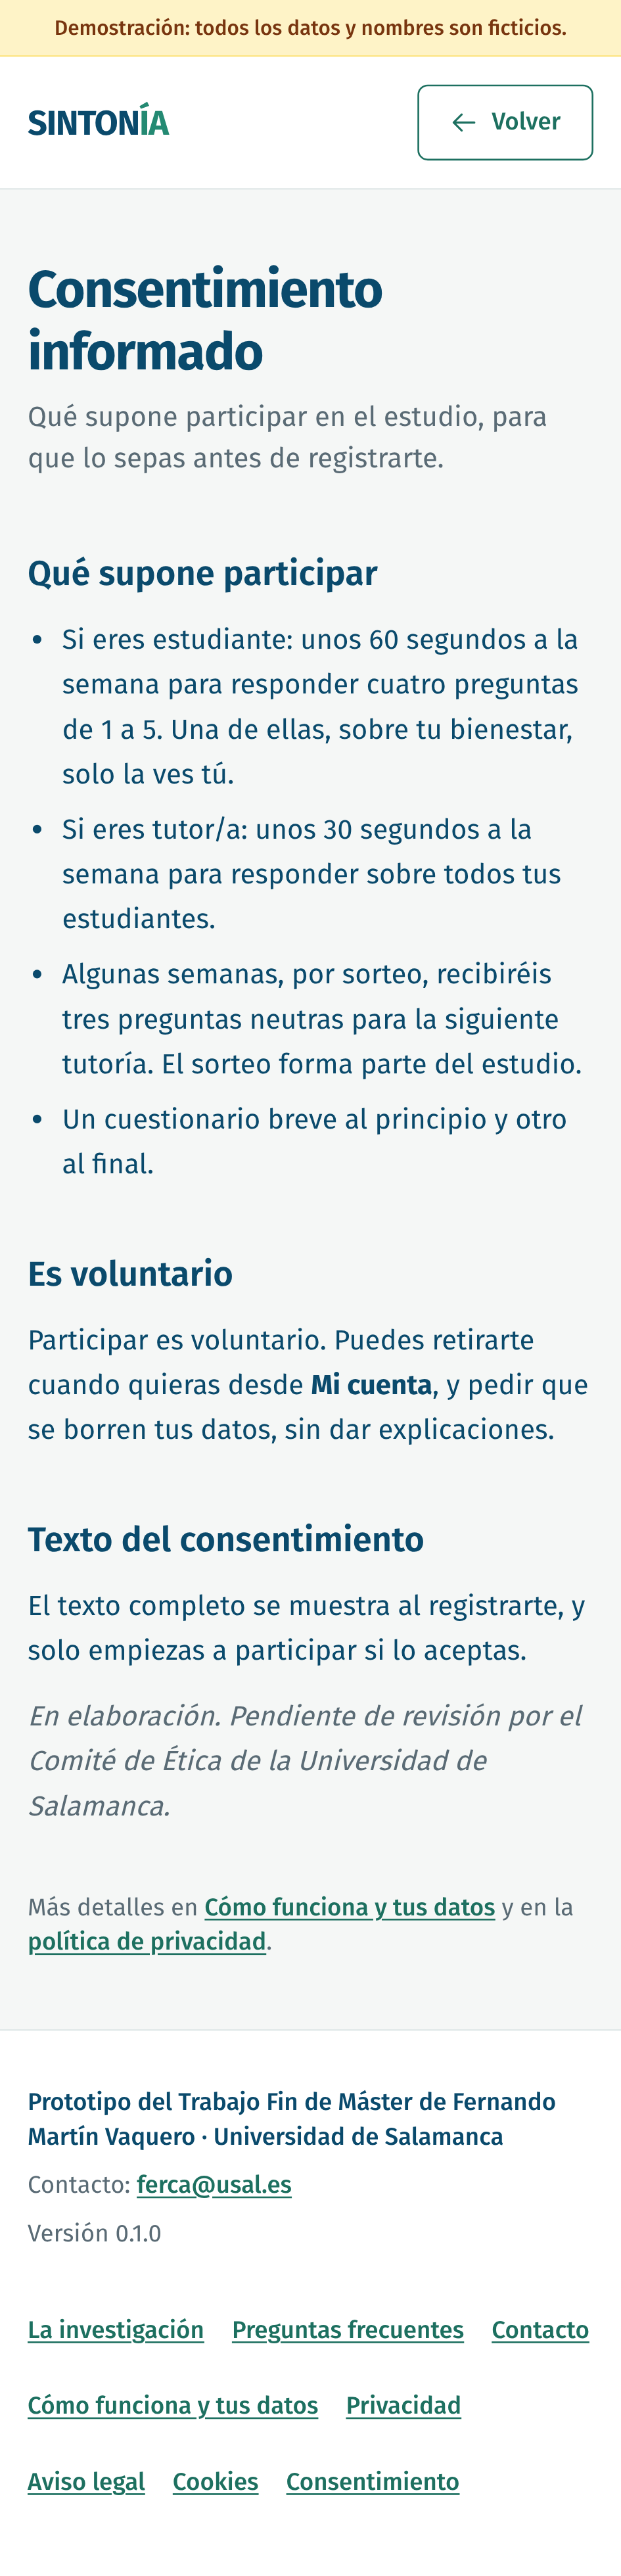 Demostración: todos los datos y nombres son ficticios.
SINTONÍA
← Volver
Consentimiento
informado
Qué supone participar en el estudio, para
que lo sepas antes de registrarte.
Qué supone participar
• Si eres estudiante: unos 60 segundos a la
semana para responder cuatro preguntas
de 1 a 5. Una de ellas, sobre tu bienestar,
solo la ves tú.
• Si eres tutor/a: unos 30 segundos a la
semana para responder sobre todos tus
estudiantes.
• Algunas semanas, por sorteo, recibiréis
tres preguntas neutras para la siguiente
tutoría. El sorteo forma parte del estudio.
• Un cuestionario breve al principio y otro
al final.
Es voluntario
Participar es voluntario. Puedes retirarte
cuando quieras desde Mi cuenta, y pedir que
se borren tus datos, sin dar explicaciones.
Texto del consentimiento
El texto completo se muestra al registrarte, y
solo empiezas a participar si lo aceptas.
En elaboración. Pendiente de revisión por el
Comité de Ética de la Universidad de
Salamanca.
Más detalles en Cómo funciona y tus datos y en la
política de privacidad.
Prototipo del Trabajo Fin de Máster de Fernando
Martín Vaquero · Universidad de Salamanca
Contacto: ferca@usal.es
Versión 0.1.0
La investigación Preguntas frecuentes Contacto
Cómo funciona y tus datos Privacidad
Aviso legal Cookies Consentimiento